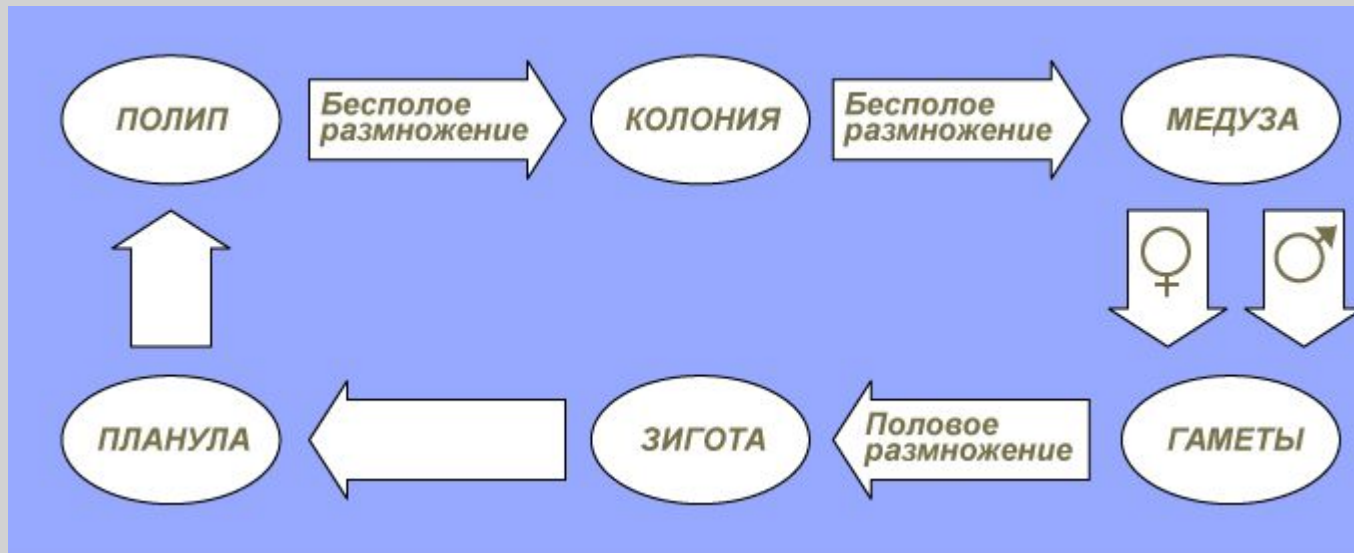 ПОЛИП
Бесполое
размножение
КОЛОНИЯ
Бесполое
размножение
МЕДУЗА
ПЛАНУЛА
ЗИГОТА
Половое
размножение
ГАМЕТЫ